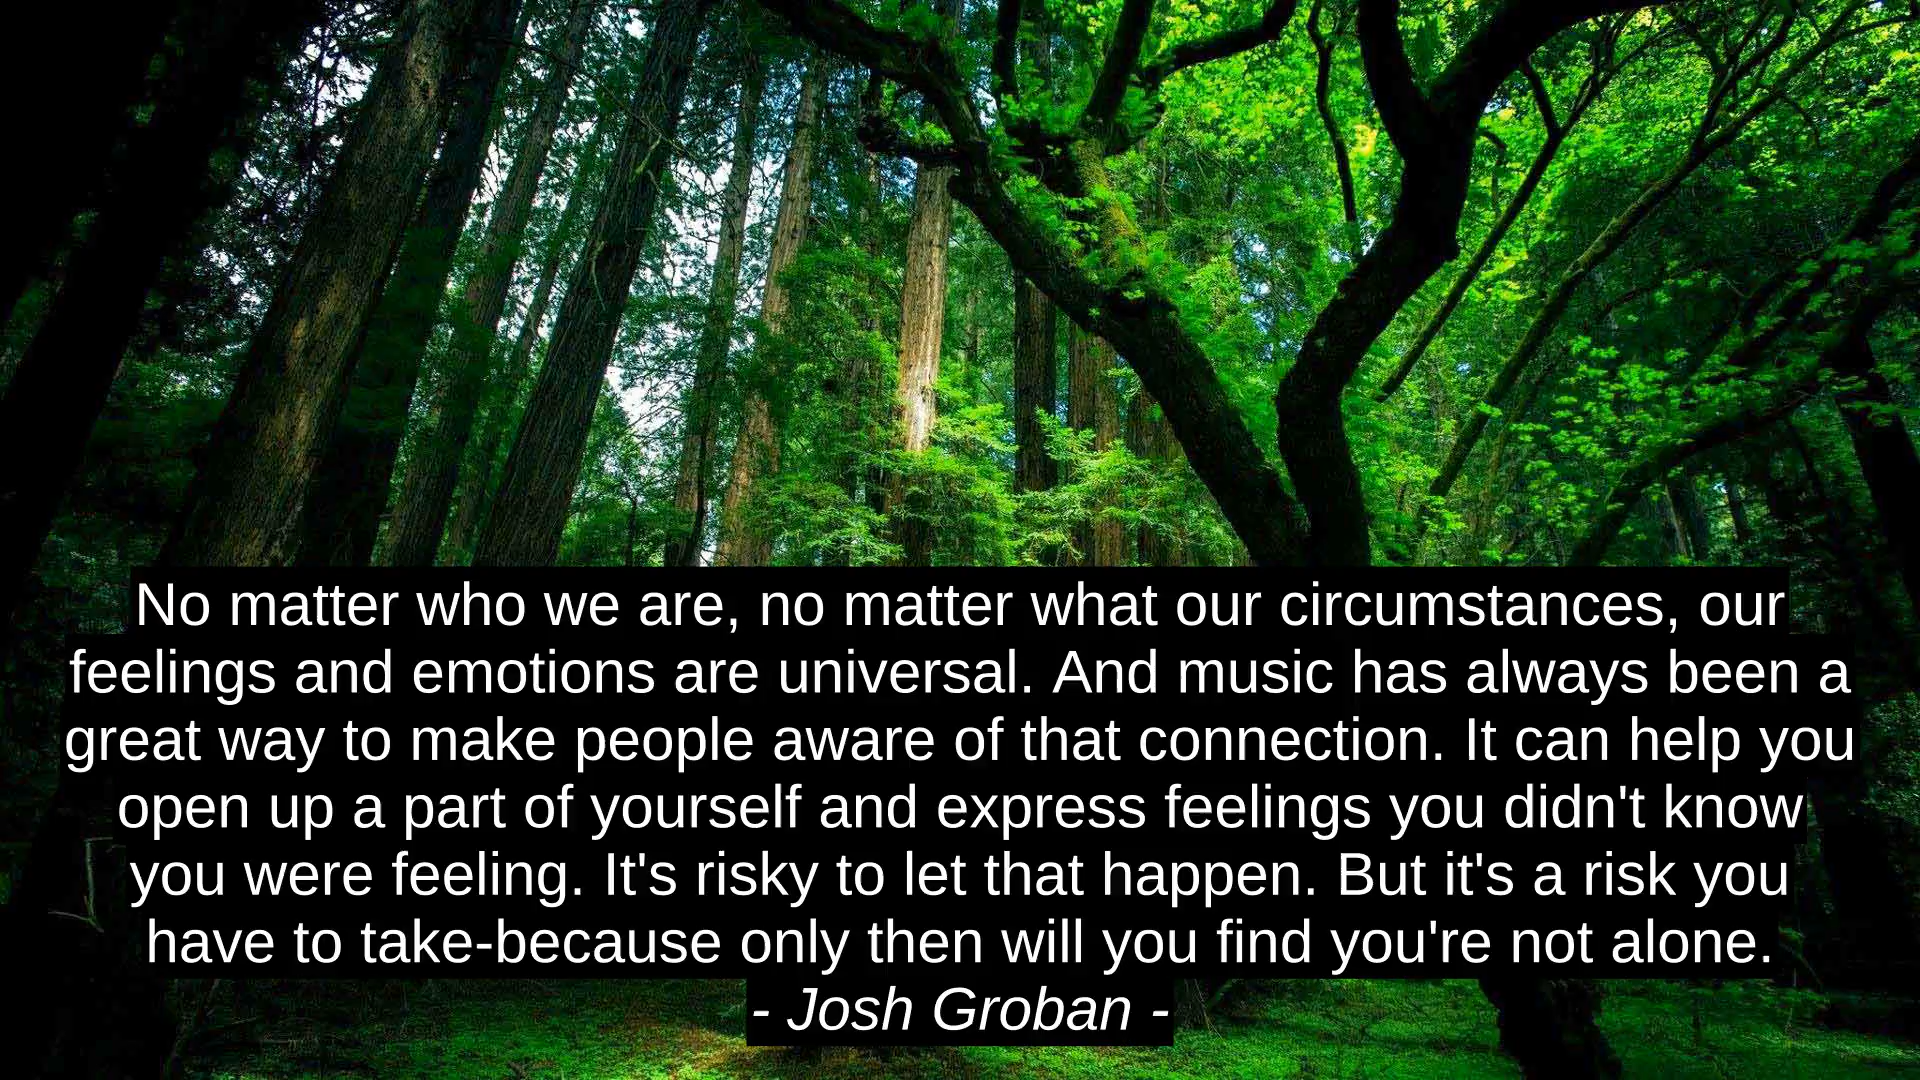 No matter who we are, no matter what our circumstances, our
feelings and emotions are universal. And music has always been a
great way to make people aware of that connection. It can help you
open up a part of yourself and express feelings you didn't know
you were feeling. It's risky to let that happen. But it's a risk you
have to take-because only then will you find you're not alone.
- Josh Groban -